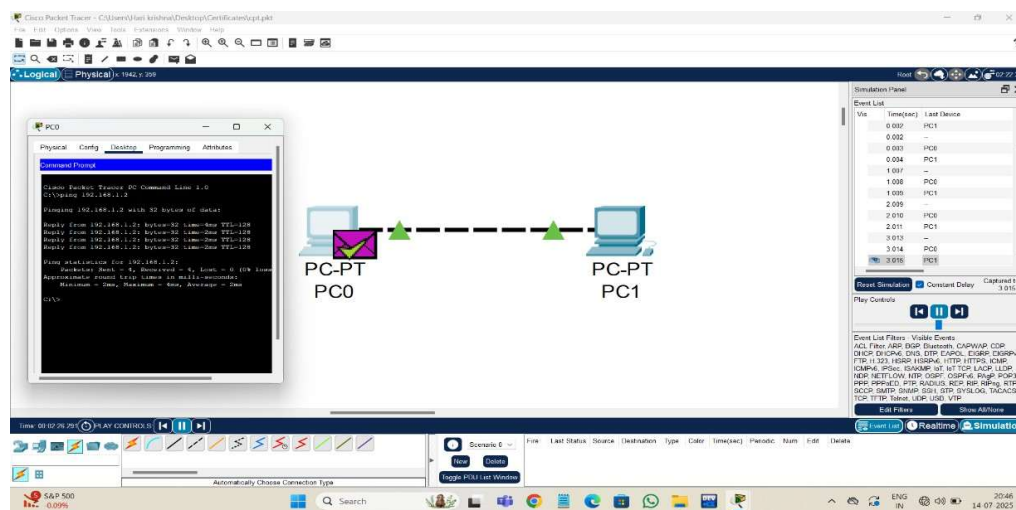 Cisco Packet Tracer - C:\Users\Hari krishna\Desktop\Certificates\cpt.pkt
File Edit Options View Tools Extensions Window Help
Logical Physical x: 1942, y: 359
Root 02:22
PC0
Physical Config Desktop Programming Attributes
Command Prompt
Cisco Packet Tracer PC Command Line 1.0
C:\>ping 192.168.1.2
Pinging 192.168.1.2 with 32 bytes of data:
Reply from 192.168.1.2: bytes=32 time=4ms TTL=128
Reply from 192.168.1.2: bytes=32 time=2ms TTL=128
Reply from 192.168.1.2: bytes=32 time=2ms TTL=128
Reply from 192.168.1.2: bytes=32 time=2ms TTL=128
Ping statistics for 192.168.1.2:
Packets: Sent = 4, Received = 4, Lost = 0 (0% loss
Approximate round trip times in milli-seconds:
Minimum = 2ms, Maximum = 4ms, Average = 2ms
C:\>
PC-PT
PC0
PC-PT
PC1
Simulation Panel
Event List
Vis Time(sec) Last Device
0.002 PC1
0.002 --
0.003 PC0
0.004 PC1
1.007 --
1.008 PC0
1.009 PC1
2.009 --
2.010 PC0
2.011 PC1
3.013 --
3.014 PC0
3.015 PC1
Reset Simulation Constant Delay Captured t
3.015
Play Controls
Event List Filters - Visible Events
ACL Filter, ARP, BGP, Bluetooth, CAPWAP, CDP,
DHCP, DHCPv6, DNS, DTP, EAPOL, EIGRP, EIGRPv
FTP, H.323, HSRP, HSRPv6, HTTP, HTTPS, ICMP,
ICMPv6, IPSec, ISAKMP, IoT, IoT TCP, LACP, LLDP,
NDP, NETFLOW, NTP, OSPF, OSPFv6, PAgP, POP3
PPP, PPPoED, PTP, RADIUS, REP, RIP, RIPng, RTP
SCCP, SMTP, SNMP, SSH, STP, SYSLOG, TACACS
TCP, TFTP, Telnet, UDP, USB, VTP
Edit Filters Show All/None
Time: 00:02:26.291 PLAY CONTROLS
Event List Realtime Simulatio
Scenario 0
New Delete
Toggle PDU List Window
Fire Last Status Source Destination Type Color Time(sec) Periodic Num Edit Delete
Automatically Choose Connection Type
S&P 500
0.09%
Search
ENG
IN
20:46
14-07-2025